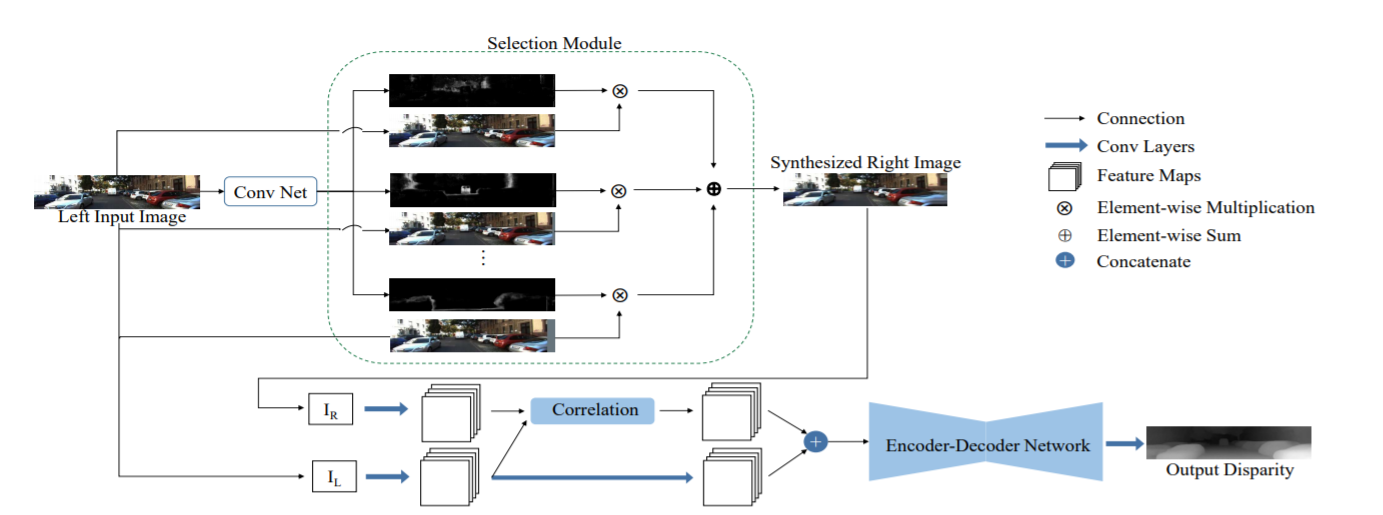 Selection Module
Left Input Image
Conv Net
Synthesized Right Image
Connection
Conv Layers
Feature Maps
Element-wise Multiplication
Element-wise Sum
Concatenate
I_R
Correlation
I_L
Encoder-Decoder Network
Output Disparity